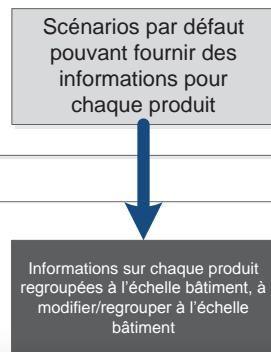 Scénarios par défaut
pouvant fournir des
informations pour
chaque produit
Informations sur chaque produit
regroupées à l’échelle bâtiment, à
modifier/regrouper à l’échelle
bâtiment